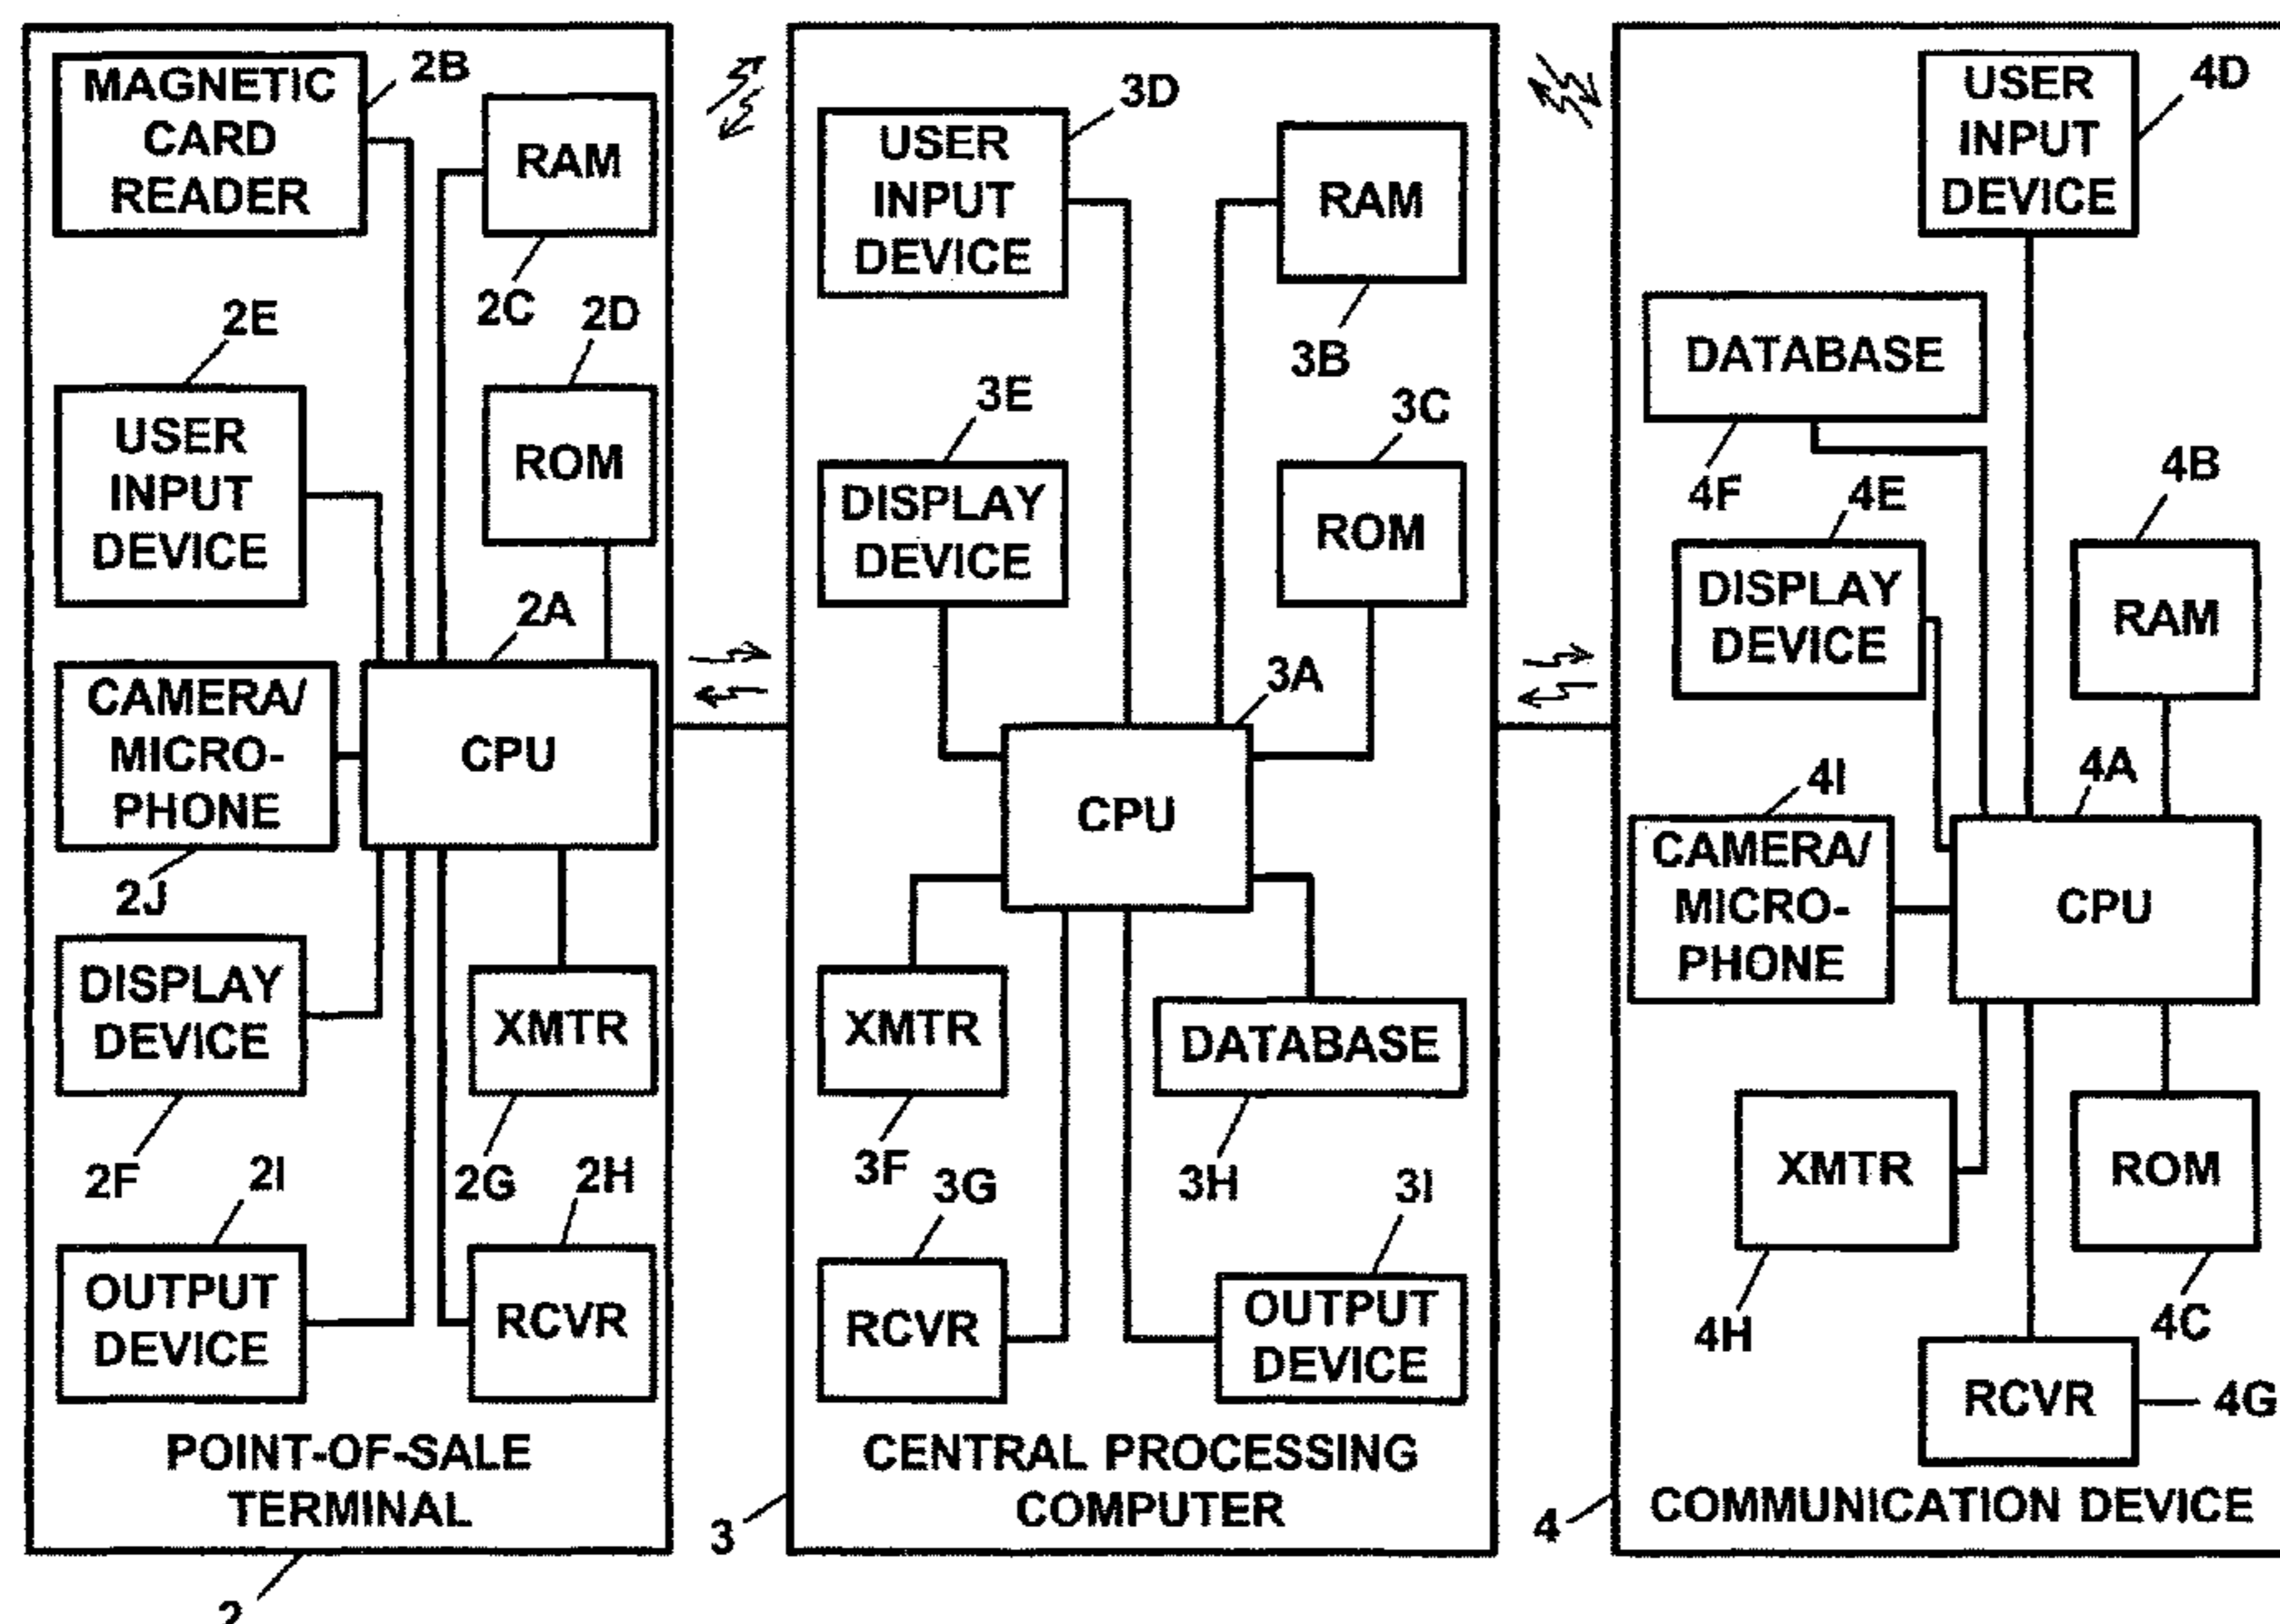 MAGNETIC
CARD
READER
2B
RAM
2C
2D
ROM
2E
USER
INPUT
DEVICE
2A
CPU
CAMERA/
MICRO-
PHONE
2J
DISPLAY
DEVICE
2F
XMTR
2G
2I
OUTPUT
DEVICE
2H
RCVR
POINT-OF-SALE
TERMINAL
2
USER
INPUT
DEVICE
3D
RAM
3B
3E
DISPLAY
DEVICE
3C
ROM
3A
CPU
XMTR
3F
DATABASE
3H
3G
RCVR
3I
OUTPUT
DEVICE
CENTRAL PROCESSING
COMPUTER
3
USER
INPUT
DEVICE
4D
DATABASE
4F
4E
DISPLAY
DEVICE
4B
RAM
4I
CAMERA/
MICRO-
PHONE
4A
CPU
XMTR
4H
ROM
4C
RCVR
4G
COMMUNICATION DEVICE
4